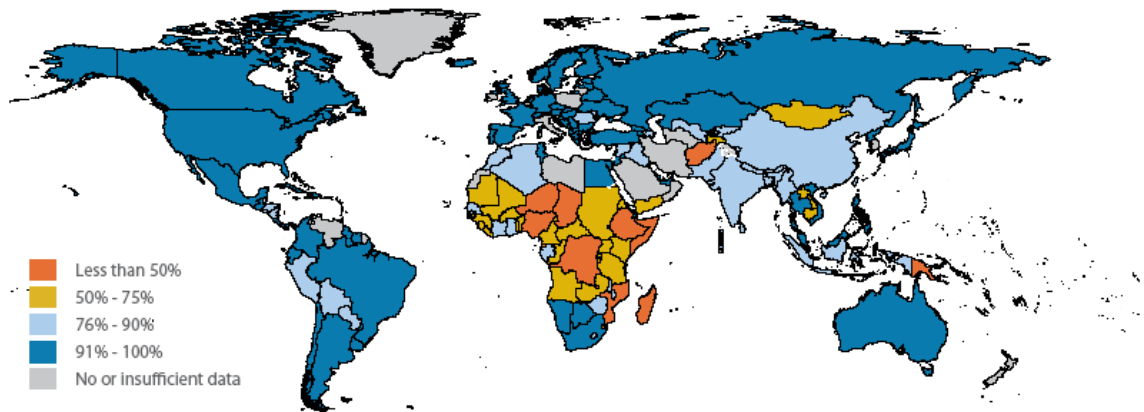 Less than 50%
50% - 75%
76% - 90%
91% - 100%
No or insufficient data